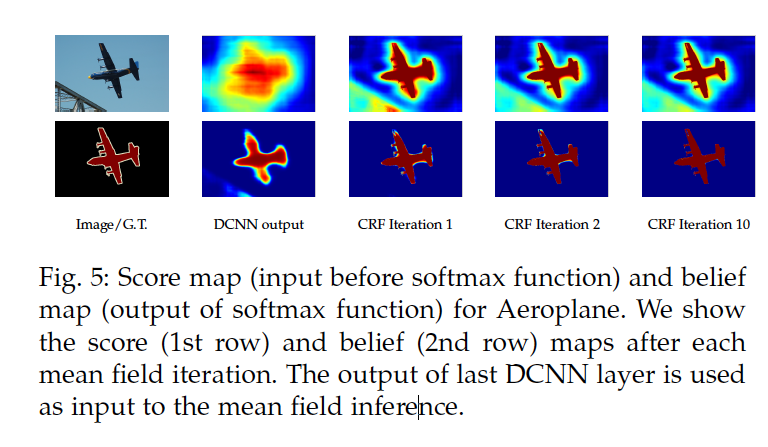 Image/G.T.
DCNN output
CRF Iteration 1
CRF Iteration 2
CRF Iteration 10
Fig. 5: Score map (input before softmax function) and belief
map (output of softmax function) for Aeroplane. We show
the score (1st row) and belief (2nd row) maps after each
mean field iteration. The output of last DCNN layer is used
as input to the mean field inference.